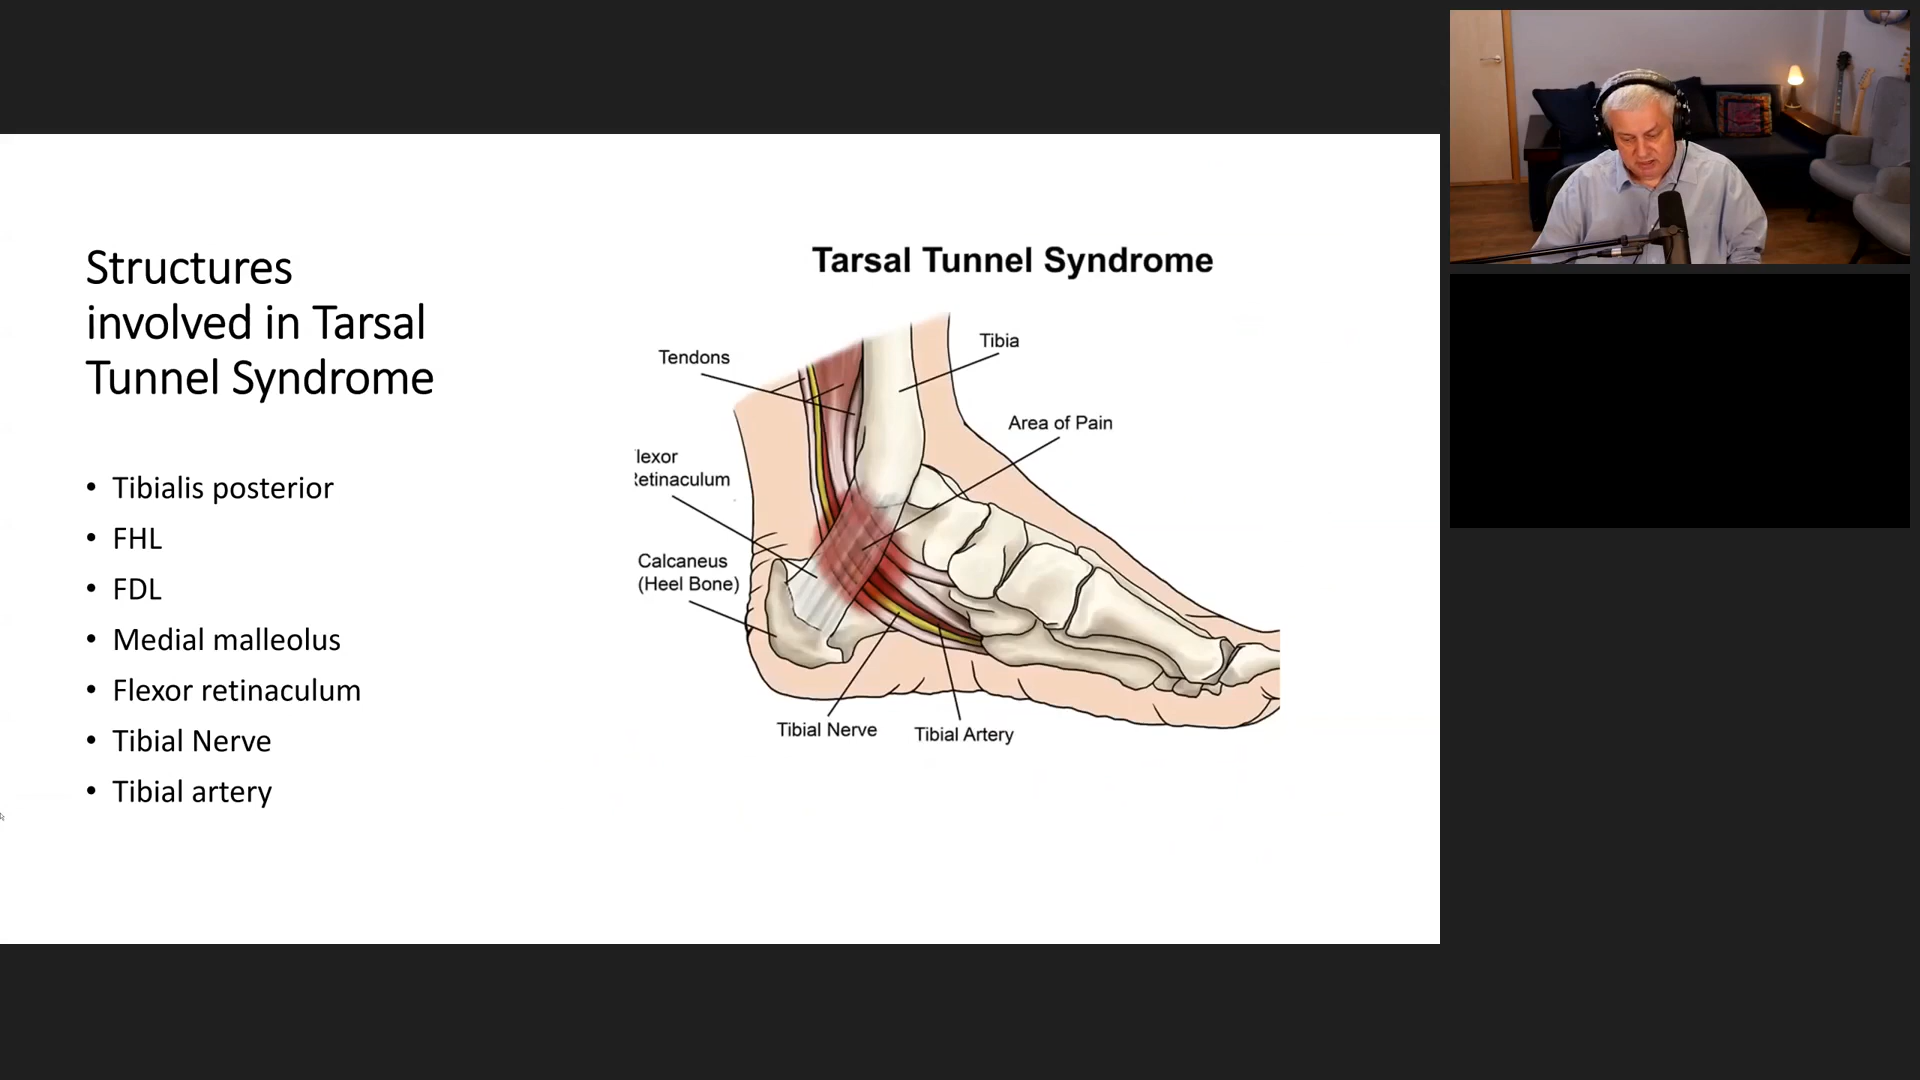 Structures
involved in Tarsal
Tunnel Syndrome
• Tibialis posterior
• FHL
• FDL
• Medial malleolus
• Flexor retinaculum
• Tibial Nerve
• Tibial artery
Tarsal Tunnel Syndrome
Tendons
Tibia
Area of Pain
lexor
etinaculum
Calcaneus
(Heel Bone)
Tibial Nerve
Tibial Artery